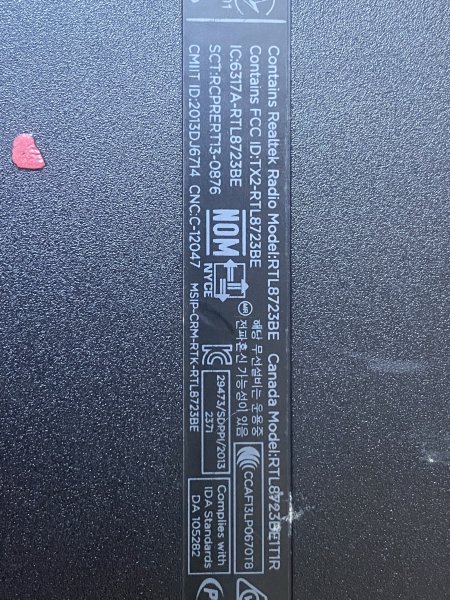 Contains Realtek Radio Model:RTL8723BE Canada Model:RTL8723BE1T1R
Contains FCC ID:TX2-RTL8723BE
IC:6317A-RTL8723BE
SCT:RCPRERT13-0876
CMIIT ID:2013DJ6714 CNC:C-12047 MSIP-CRM-RTK-RTL8723BE
NOM
NYCE
해당 무선설비는 운용중
전파혼신 가능성이 있음
29473/SDPPI/2013
2371
CCAF13LP0670T8
Complies with
IDA Standards
DA 105282